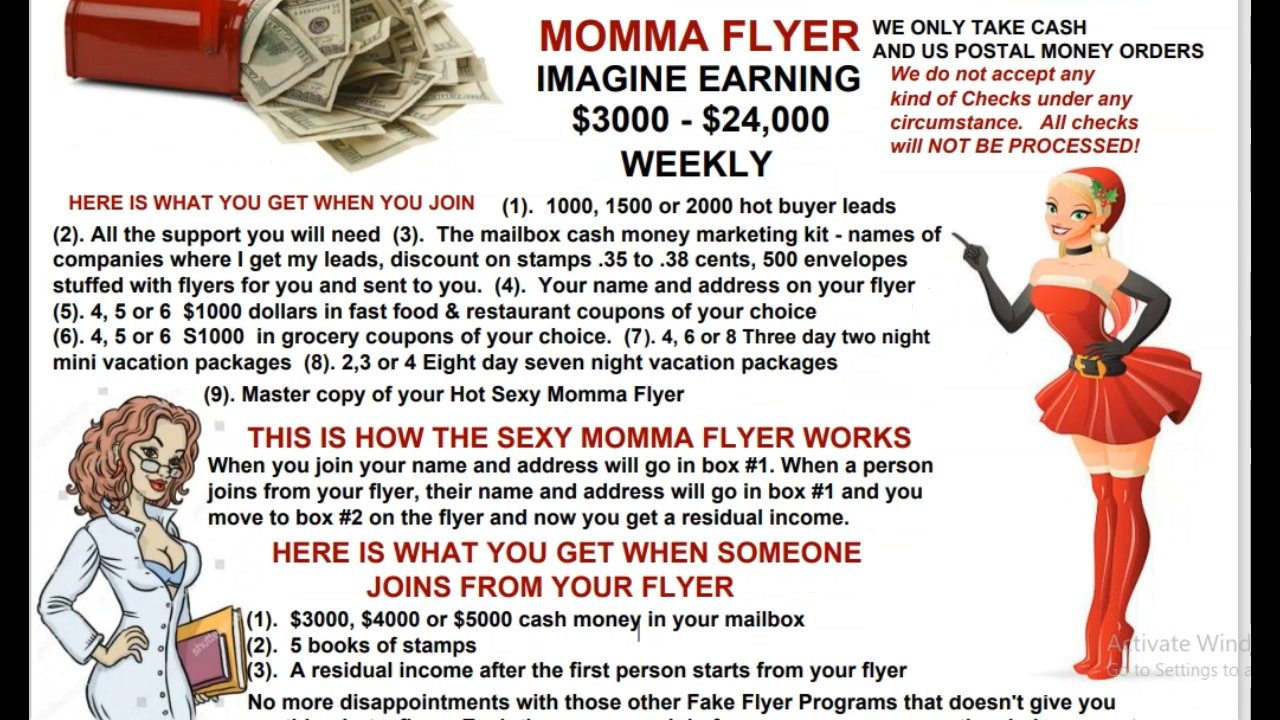 MOMMA FLYER
IMAGINE EARNING
$3000 - $24,000
WEEKLY
WE ONLY TAKE CASH
AND US POSTAL MONEY ORDERS
We do not accept any
kind of Checks under any
circumstance. All checks
will NOT BE PROCESSED!
HERE IS WHAT YOU GET WHEN YOU JOIN (1). 1000, 1500 or 2000 hot buyer leads
(2). All the support you will need (3). The mailbox cash money marketing kit - names of
companies where I get my leads, discount on stamps .35 to .38 cents, 500 envelopes
stuffed with flyers for you and sent to you. (4). Your name and address on your flyer
(5). 4, 5 or 6 $1000 dollars in fast food & restaurant coupons of your choice
(6). 4, 5 or 6 S1000 in grocery coupons of your choice. (7). 4, 6 or 8 Three day two night
mini vacation packages (8). 2,3 or 4 Eight day seven night vacation packages
(9). Master copy of your Hot Sexy Momma Flyer
THIS IS HOW THE SEXY MOMMA FLYER WORKS
When you join your name and address will go in box #1. When a person
joins from your flyer, their name and address will go in box #1 and you
move to box #2 on the flyer and now you get a residual income.
HERE IS WHAT YOU GET WHEN SOMEONE
JOINS FROM YOUR FLYER
(1). $3000, $4000 or $5000 cash money in your mailbox
(2). 5 books of stamps
(3). A residual income after the first person starts from your flyer
No more disappointments with those other Fake Flyer Programs that doesn't give you
Activate Wind
Go to Settings to a